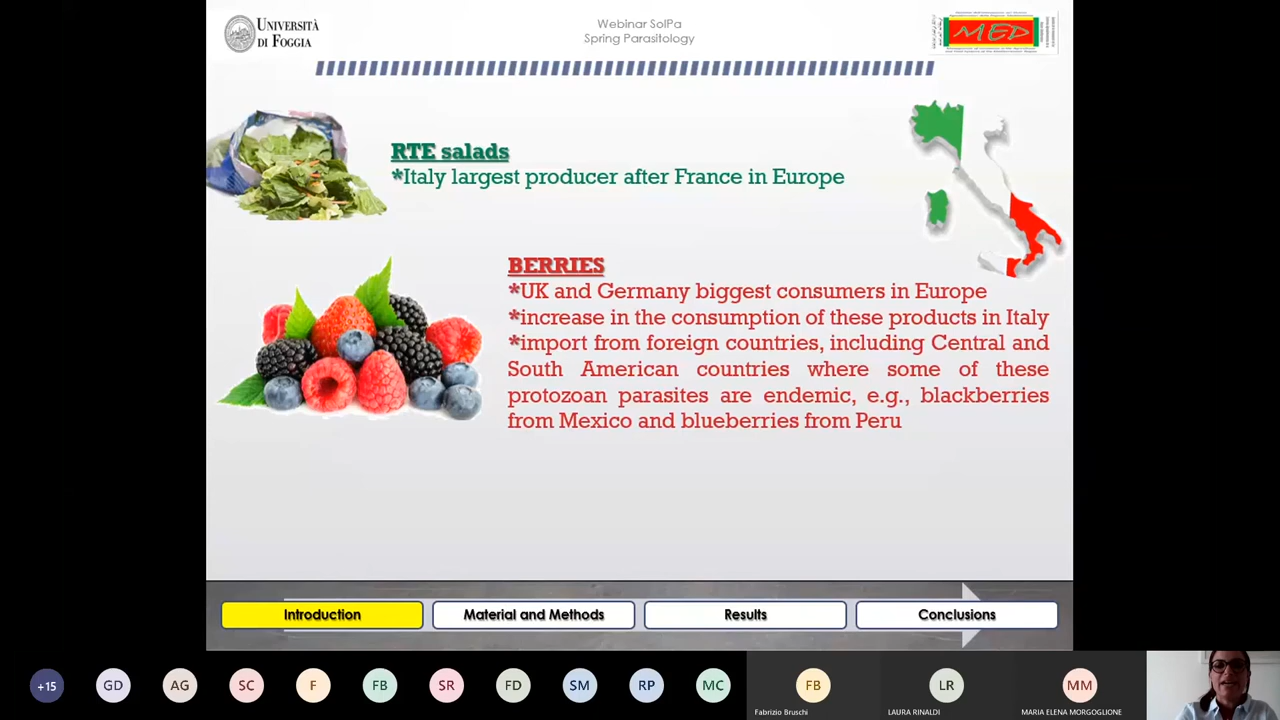 UNIVERSITÀ
DI FOGGIA
Webinar SoIPa
Spring Parasitology
MED
RTE salads
*Italy largest producer after France in Europe
BERRIES
*UK and Germany biggest consumers in Europe
*increase in the consumption of these products in Italy
*import from foreign countries, including Central and
South American countries where some of these
protozoan parasites are endemic, e.g., blackberries
from Mexico and blueberries from Peru
Introduction
Material and Methods
Results
Conclusions
+15
GD
AG
SC
F
FB
SR
FD
SM
RP
MC
FB
LR
MM
Fabrizio Bruschi
LAURA RINALDI
MARIA ELENA MORGOGLIONE